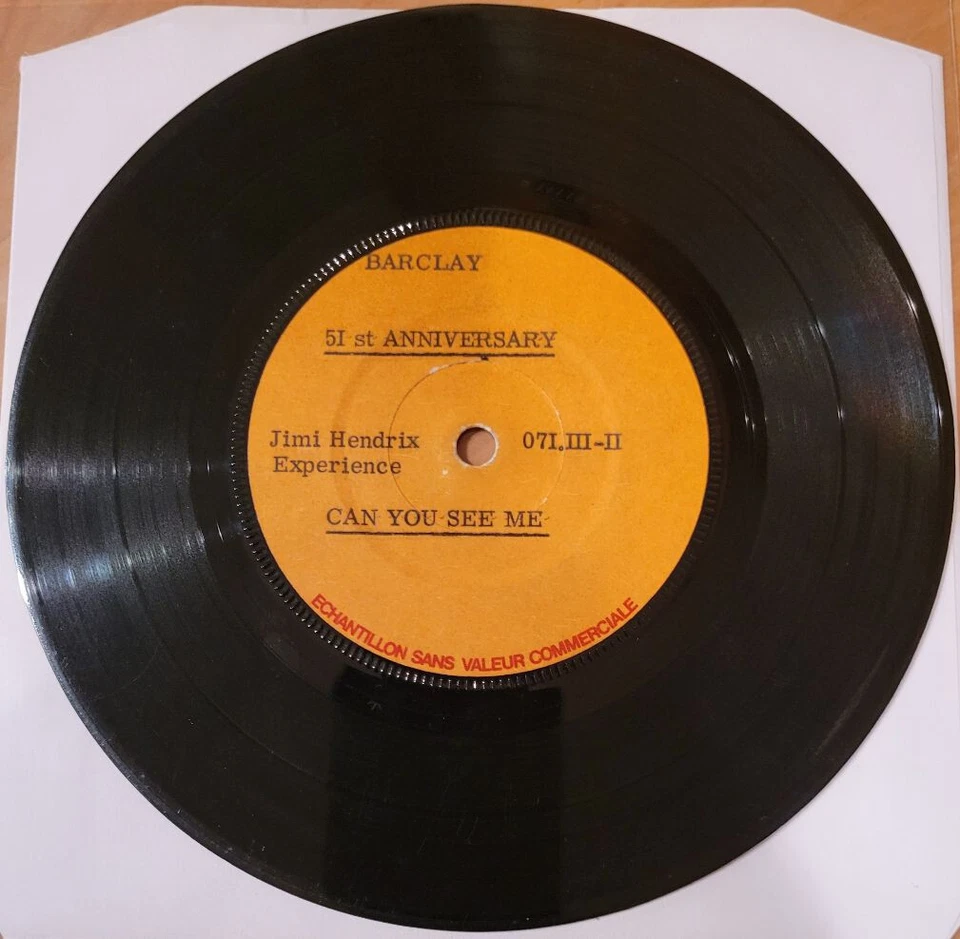 BARCLAY
5I st ANNIVERSARY
Jimi Hendrix 07I.III-II
Experience
CAN YOU SEE ME
ECHANTILLON SANS VALEUR COMMERCIALE